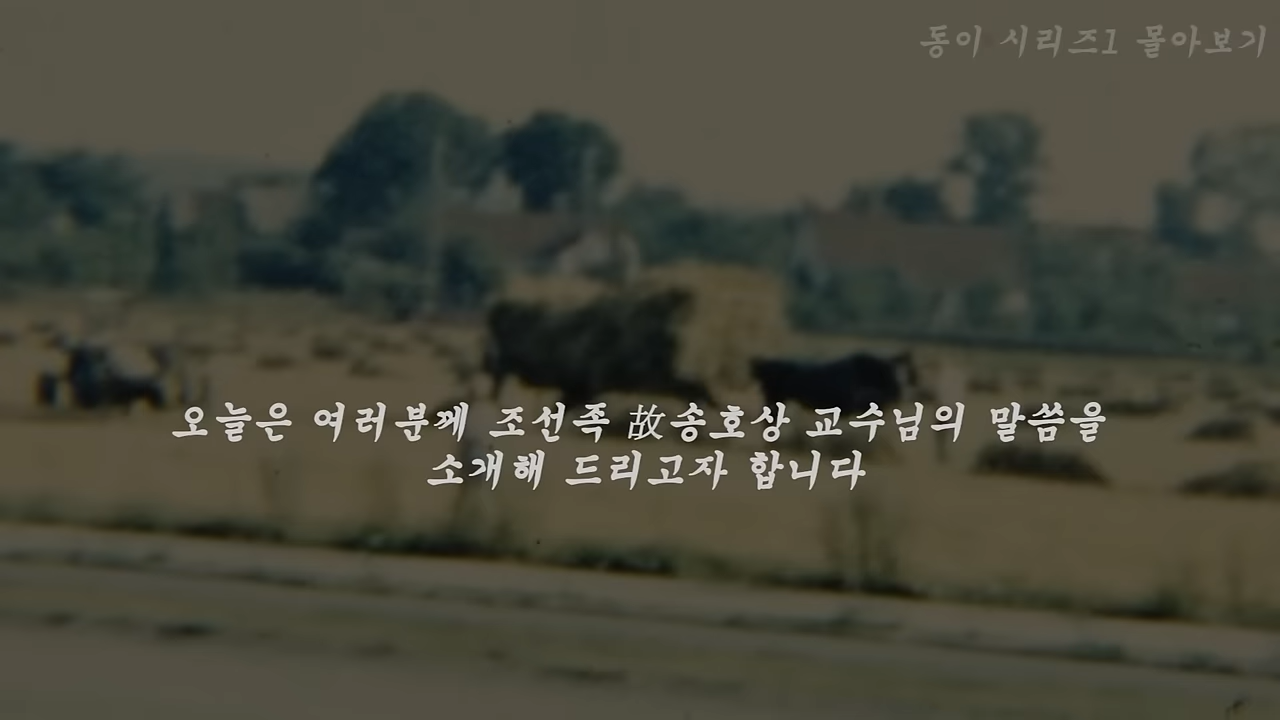 동이 시리즈1 몰아보기
오늘은 여러분께 조선족 故송호상 교수님의 말씀을
소개해 드리고자 합니다